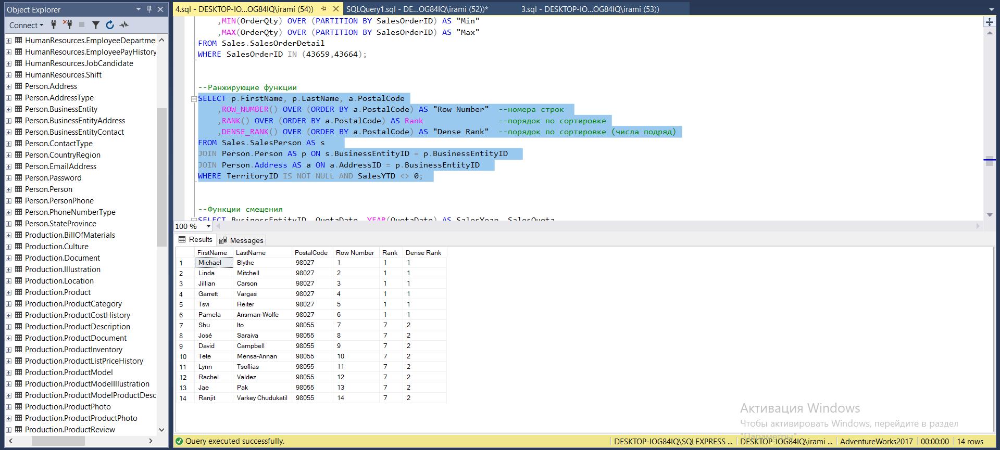 Object Explorer
Connect
HumanResources.EmployeeDepartmer
HumanResources.EmployeePayHistory
HumanResources.JobCandidate
HumanResources.Shift
Person.Address
Person.AddressType
Person.BusinessEntity
Person.BusinessEntityAddress
Person.BusinessEntityContact
Person.ContactType
Person.CountryRegion
Person.EmailAddress
Person.Password
Person.Person
Person.PersonPhone
Person.PhoneNumberType
Person.StateProvince
Production.BillOfMaterials
Production.Culture
Production.Document
Production.Illustration
Production.Location
Production.Product
Production.ProductCategory
Production.ProductCostHistory
Production.ProductDescription
Production.ProductDocument
Production.ProductInventory
Production.ProductListPriceHistory
Production.ProductModel
Production.ProductModelIllustration
Production.ProductModelProductDesc
Production.ProductPhoto
Production.ProductProductPhoto
Production.ProductReview
4.sql - DESKTOP-IO...OG84IQ\irami (54)) SQLQuery1.sql - DE...OG84IQ\irami (52))* 3.sql - DESKTOP-IO...OG84IQ\irami (53))
,MIN(OrderQty) OVER (PARTITION BY SalesOrderID) AS "Min"
,MAX(OrderQty) OVER (PARTITION BY SalesOrderID) AS "Max"
FROM Sales.SalesOrderDetail
WHERE SalesOrderID IN (43659,43664);
--Ранжирующие функции
SELECT p.FirstName, p.LastName, a.PostalCode
,ROW_NUMBER() OVER (ORDER BY a.PostalCode) AS "Row Number" --номера строк
,RANK() OVER (ORDER BY a.PostalCode) AS Rank --порядок по сортировке
,DENSE_RANK() OVER (ORDER BY a.PostalCode) AS "Dense Rank" --порядок по сортировке (числа подряд)
FROM Sales.SalesPerson AS s
JOIN Person.Person AS p ON s.BusinessEntityID = p.BusinessEntityID
JOIN Person.Address AS a ON a.AddressID = p.BusinessEntityID
WHERE TerritoryID IS NOT NULL AND SalesYTD <> 0;
--Функции смещения
SELECT BusinessEntityID, QuotaDate, YEAR(QuotaDate) AS SalesYear, SalesQuota
100 %
Results Messages
FirstName LastName PostalCode Row Number Rank Dense Rank
1 Michael Blythe 98027 1 1 1
2 Linda Mitchell 98027 2 1 1
3 Jillian Carson 98027 3 1 1
4 Garrett Vargas 98027 4 1 1
5 Tsvi Reiter 98027 5 1 1
6 Pamela Ansman-Wolfe 98027 6 1 1
7 Shu Ito 98055 7 7 2
8 José Saraiva 98055 8 7 2
9 David Campbell 98055 9 7 2
10 Tete Mensa-Annan 98055 10 7 2
11 Lynn Tsoflias 98055 11 7 2
12 Rachel Valdez 98055 12 7 2
13 Jae Pak 98055 13 7 2
14 Ranjit Varkey Chudukatil 98055 14 7 2
Активация Windows
Чтобы активировать Windows, перейдите в раздел
"Параметры".
Query executed successfully. DESKTOP-IOG84IQ\SQLEXPRESS ... DESKTOP-IOG84IQ\irami ... AdventureWorks2017 00:00:00 14 rows